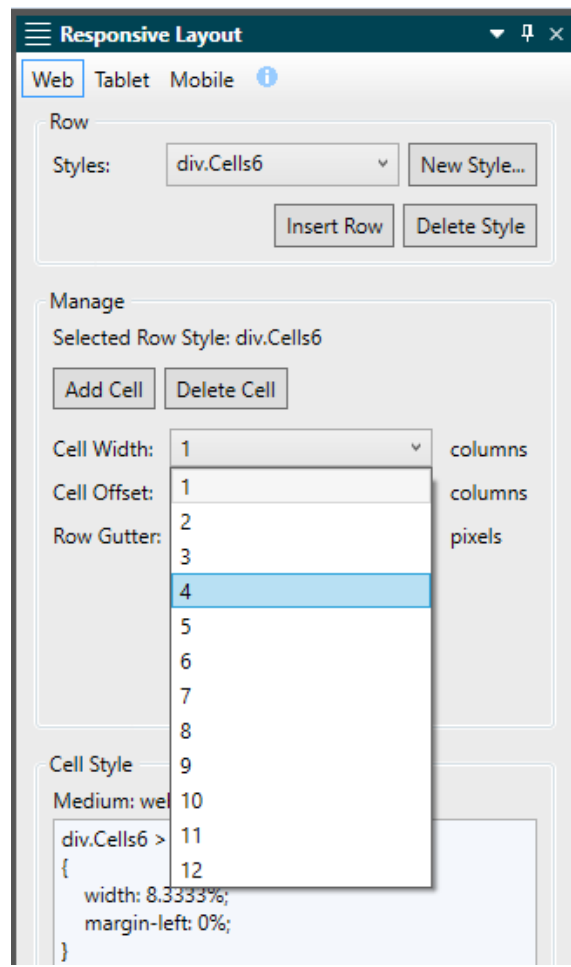 Responsive Layout
Web Tablet Mobile
Row
Styles: div.Cells6 New Style...
Insert Row Delete Style
Manage
Selected Row Style: div.Cells6
Add Cell Delete Cell
Cell Width: 1 columns
Cell Offset: 1 columns
2
Row Gutter: pixels
3
4
5
6
7
8
9
10
11
12
Cell Style
Medium: we
div.Cells6 >
{
width: 8.3333%;
margin-left: 0%;
}